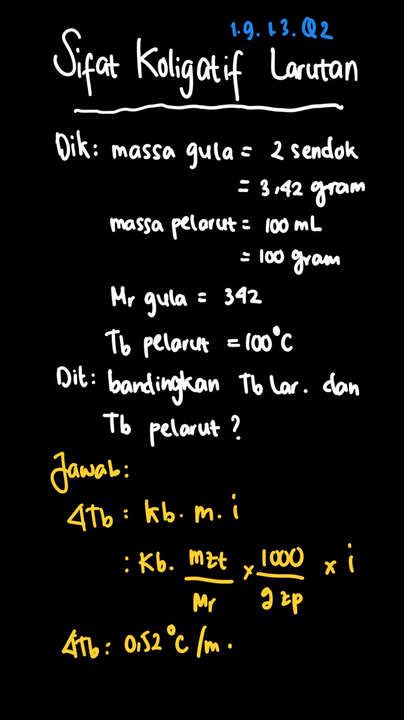 1.9.1.3.Q2
Sifat Koligatif Larutan
Dik: massa gula = 2 sendok
= 3,42 gram
massa pelarut = 100 mL
= 100 gram
Mr gula = 342
Tb pelarut = 100°C
Dit: bandingkan Tb lar. dan
Tb pelarut?
Jawab:
ΔTb : kb. m. i
: Kb. mzt/Mr x 1000/gzp x i
ΔTb: 0,52°C/m.